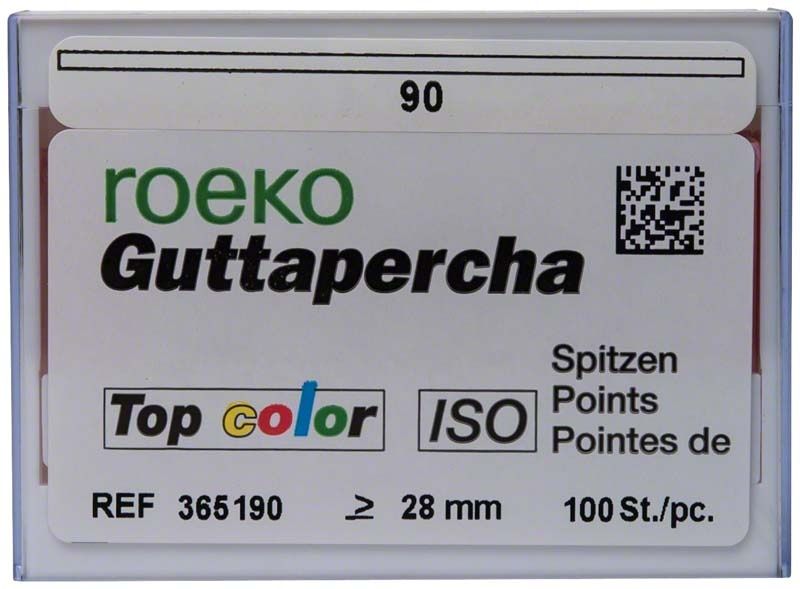 90
roeko
Guttapercha
Top color
ISO
Spitzen
Points
Pointes de
REF 365190 ≥ 28 mm 100 St./pc.